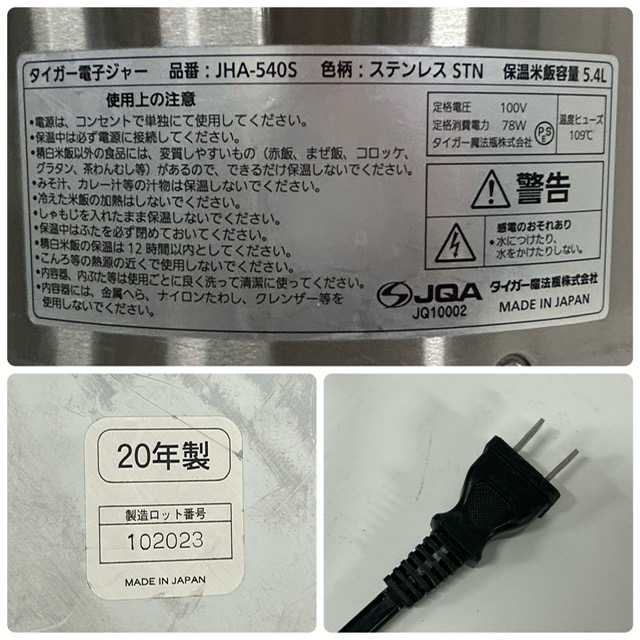 タイガー電子ジャー 品番：JHA-540S 色柄：ステンレス STN 保温米飯容量 5.4L
使用上の注意
•電源は、コンセントで単独にて使用してください。
•保温中は必ず電源に接続してください。
•精白米飯以外の食品には、変質しやすいもの（赤飯、まぜ飯、コロッケ、
グラタン、茶わんむし等）があるので、できるだけ保温しないでください。
•みそ汁、カレー汁等の汁物は保温しないでください。
•冷えた米飯の加熱はしないでください。
•しゃもじを入れたまま保温しないでください。
•保温中はふたを必ず閉めておいてください。
•精白米飯の保温は 12 時間以内としてください。
•こんろ等の熱源の近くで使用しないでください。
•内容器、内ぶた等は使用ごとに良く洗って清潔に使ってください。
•内容器には、金属へら、ナイロンたわし、クレンザー等を
使用しないでください。
定格電圧 100V
定格消費電力 78W
タイガー魔法瓶株式会社
PSE
温度ヒューズ
109℃
警告
感電のおそれあり
•水につけたり、
水をかけたりしない。
JQA
JQ10002
タイガー魔法瓶株式会社
MADE IN JAPAN
20年製
製造ロット番号
102023
MADE IN JAPAN